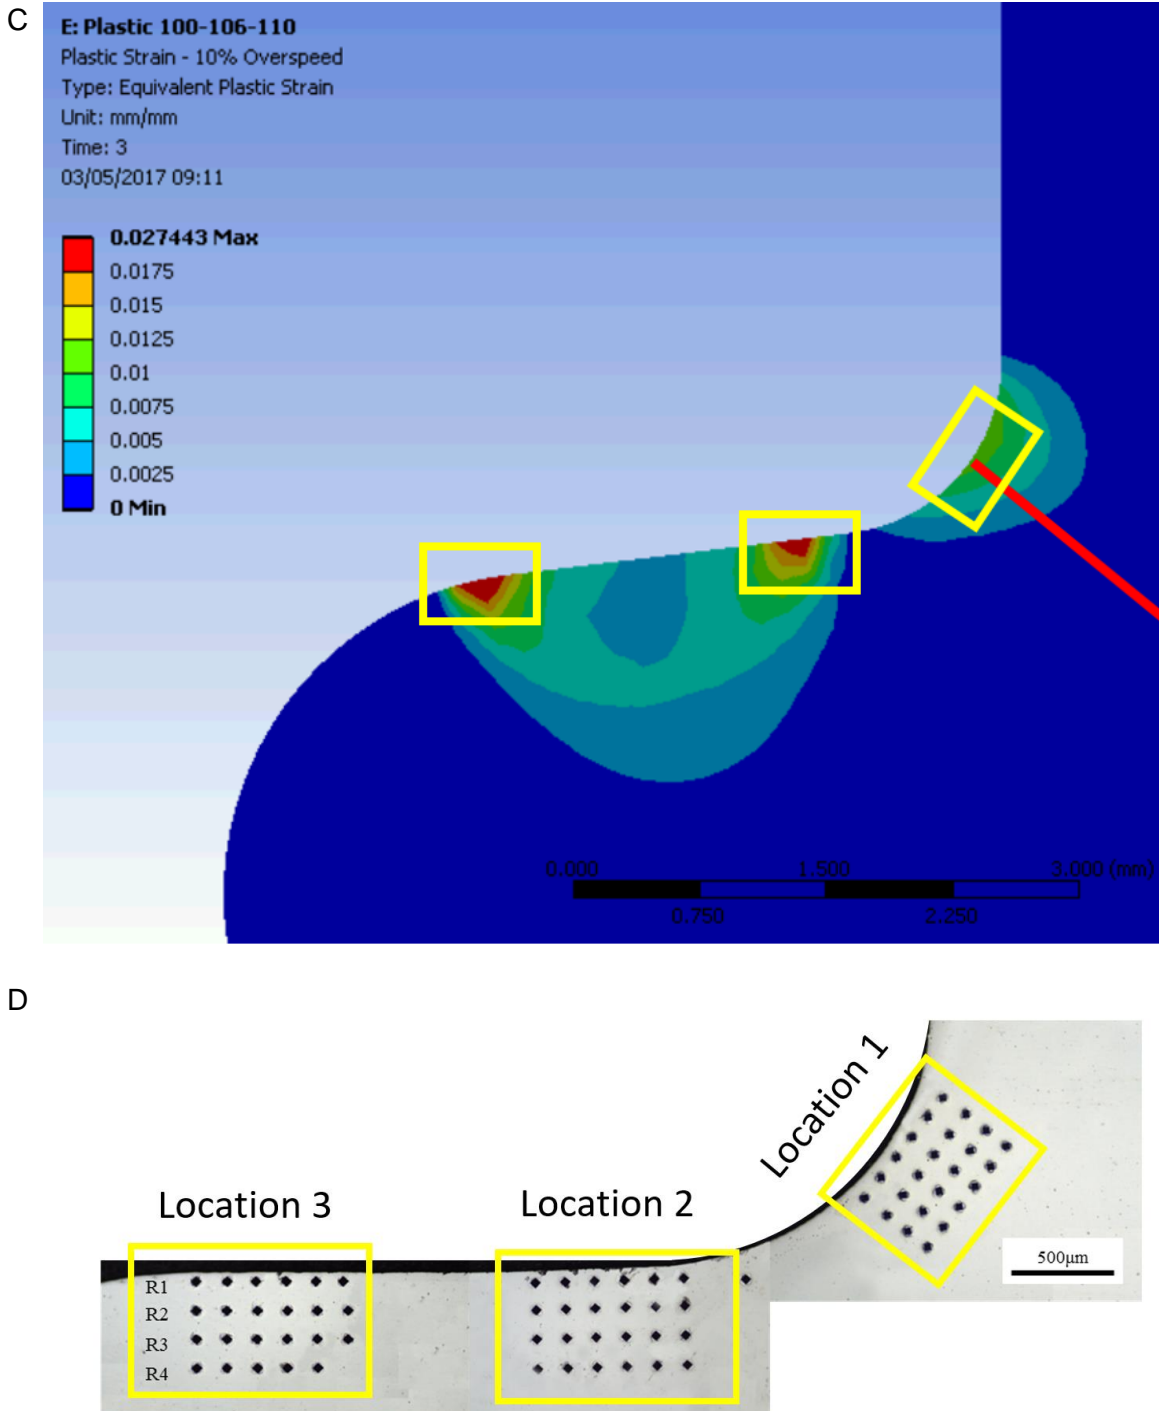 C
E: Plastic 100-106-110
Plastic Strain - 10% Overspeed
Type: Equivalent Plastic Strain
Unit: mm/mm
Time: 3
03/05/2017 09:11
0.027443 Max
0.0175
0.015
0.0125
0.01
0.0075
0.005
0.0025
0 Min
0.000 1.500 3.000 (mm)
0.750 2.250
D
Location 1
Location 3 Location 2
500μm
R1
R2
R3
R4